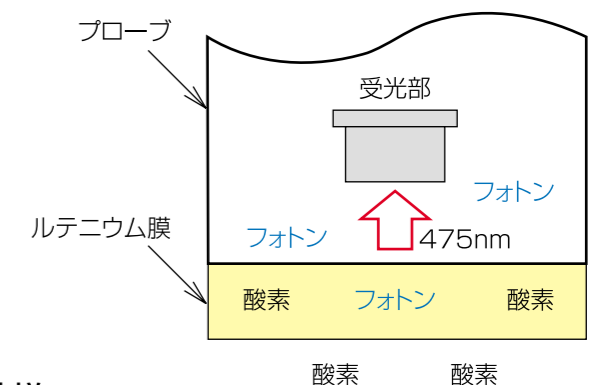 プローブ
受光部
フォトン
ルテニウム膜
フォトン
475nm
酸素
フォトン
酸素
酸素
酸素